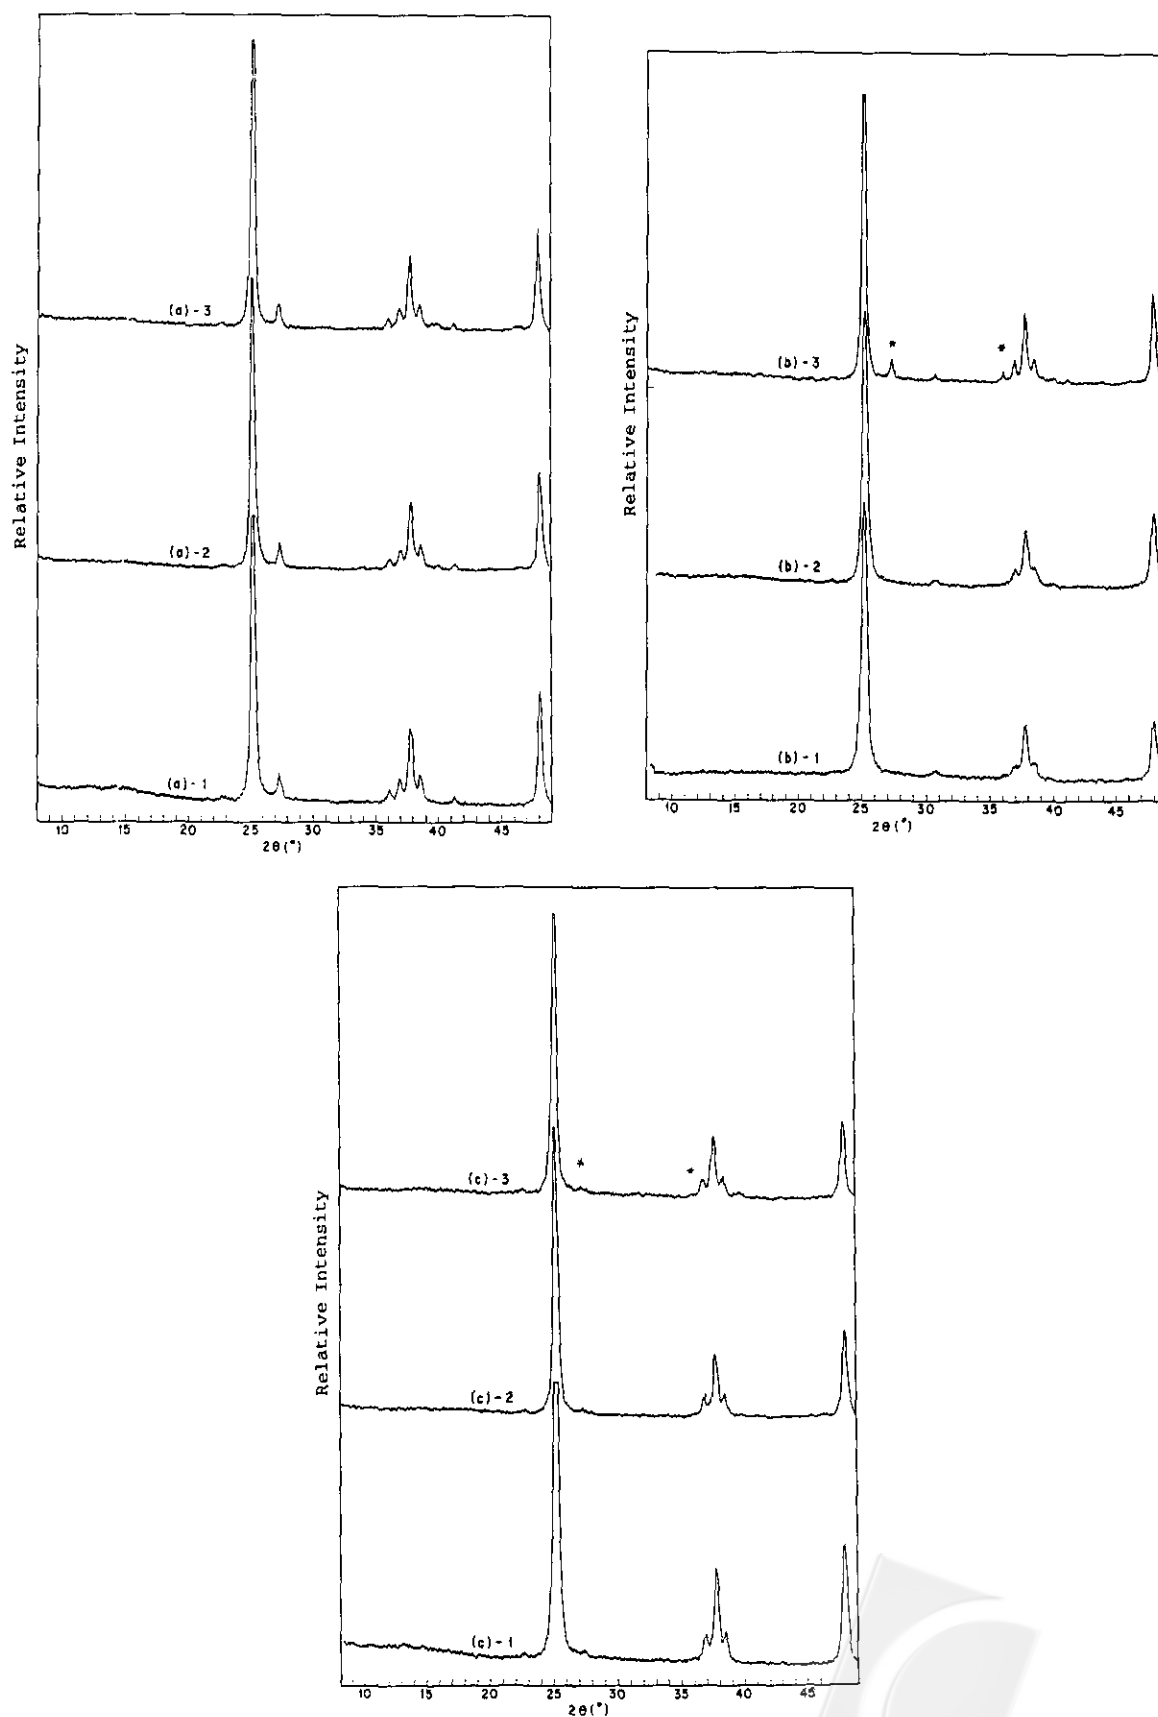 (a)-3
(a)-2
(a)-1
Relative Intensity
10 15 20 25 30 35 40 45
2θ(°)
* *
(b)-3
(b)-2
(b)-1
Relative Intensity
10 15 20 25 30 35 40 45
2θ(°)
* *
(c)-3
(c)-2
(c)-1
Relative Intensity
10 15 20 25 30 35 40 45
2θ(°)